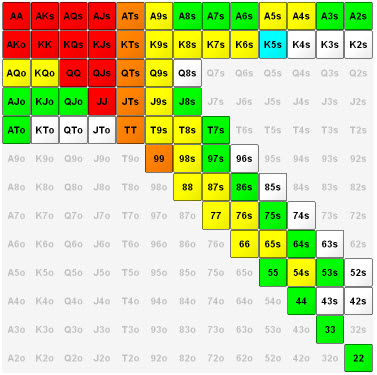 AA AKs AQs AJs ATs A9s A8s A7s A6s A5s A4s A3s A2s
AKo KK KQs KJs KTs K9s K8s K7s K6s K5s K4s K3s K2s
AQo KQo QQ QJs QTs Q9s Q8s Q7s Q6s Q5s Q4s Q3s Q2s
AJo KJo QJo JJ JTs J9s J8s J7s J6s J5s J4s J3s J2s
ATo KTo QTo JTo TT T9s T8s T7s T6s T5s T4s T3s T2s
A9o K9o Q9o J9o T9o 99 98s 97s 96s 95s 94s 93s 92s
A8o K8o Q8o J8o T8o 98o 88 87s 86s 85s 84s 83s 82s
A7o K7o Q7o J7o T7o 97o 87o 77 76s 75s 74s 73s 72s
A6o K6o Q6o J6o T6o 96o 86o 76o 66 65s 64s 63s 62s
A5o K5o Q5o J5o T5o 95o 85o 75o 65o 55 54s 53s 52s
A4o K4o Q4o J4o T4o 94o 84o 74o 64o 54o 44 43s 42s
A3o K3o Q3o J3o T3o 93o 83o 73o 63o 53o 43o 33 32s
A2o K2o Q2o J2o T2o 92o 82o 72o 62o 52o 42o 32o 22